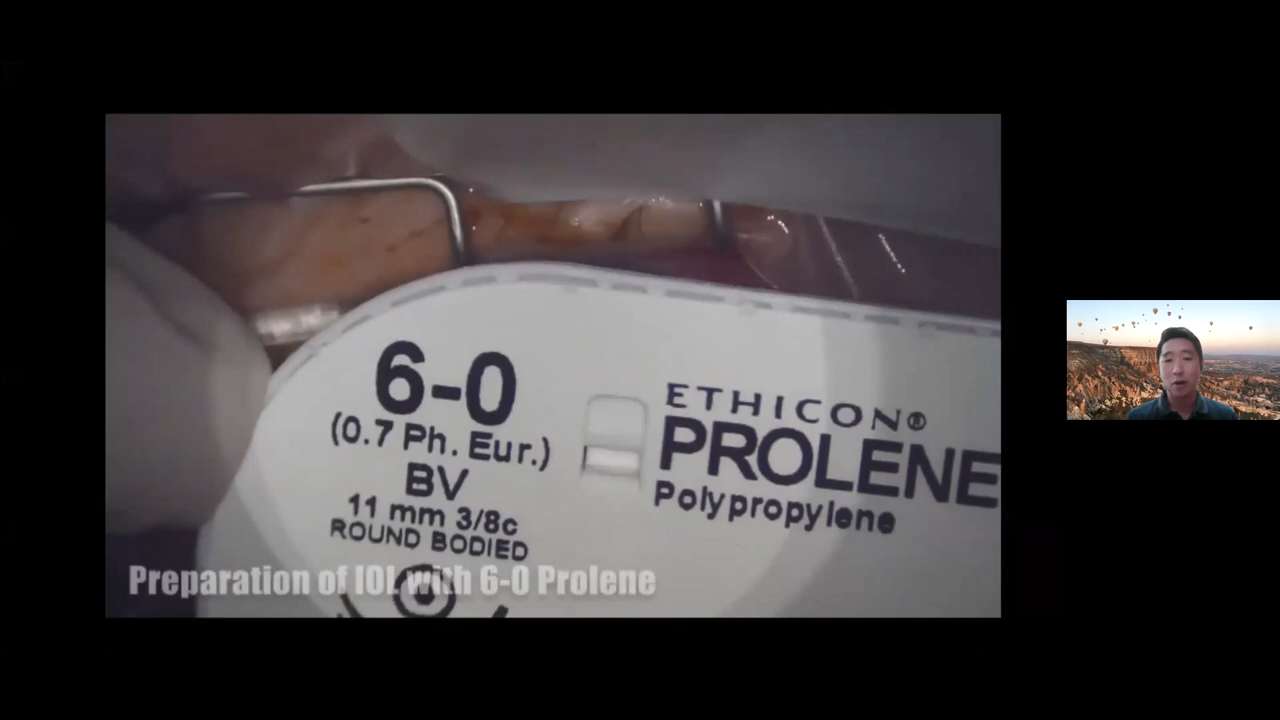 6-0
(0.7 Ph. Eur.)
BV
11 mm 3/8c
ROUND BODIED
ETHICON®
PROLENE
Polypropylene
Preparation of IOL with 6-0 Prolene